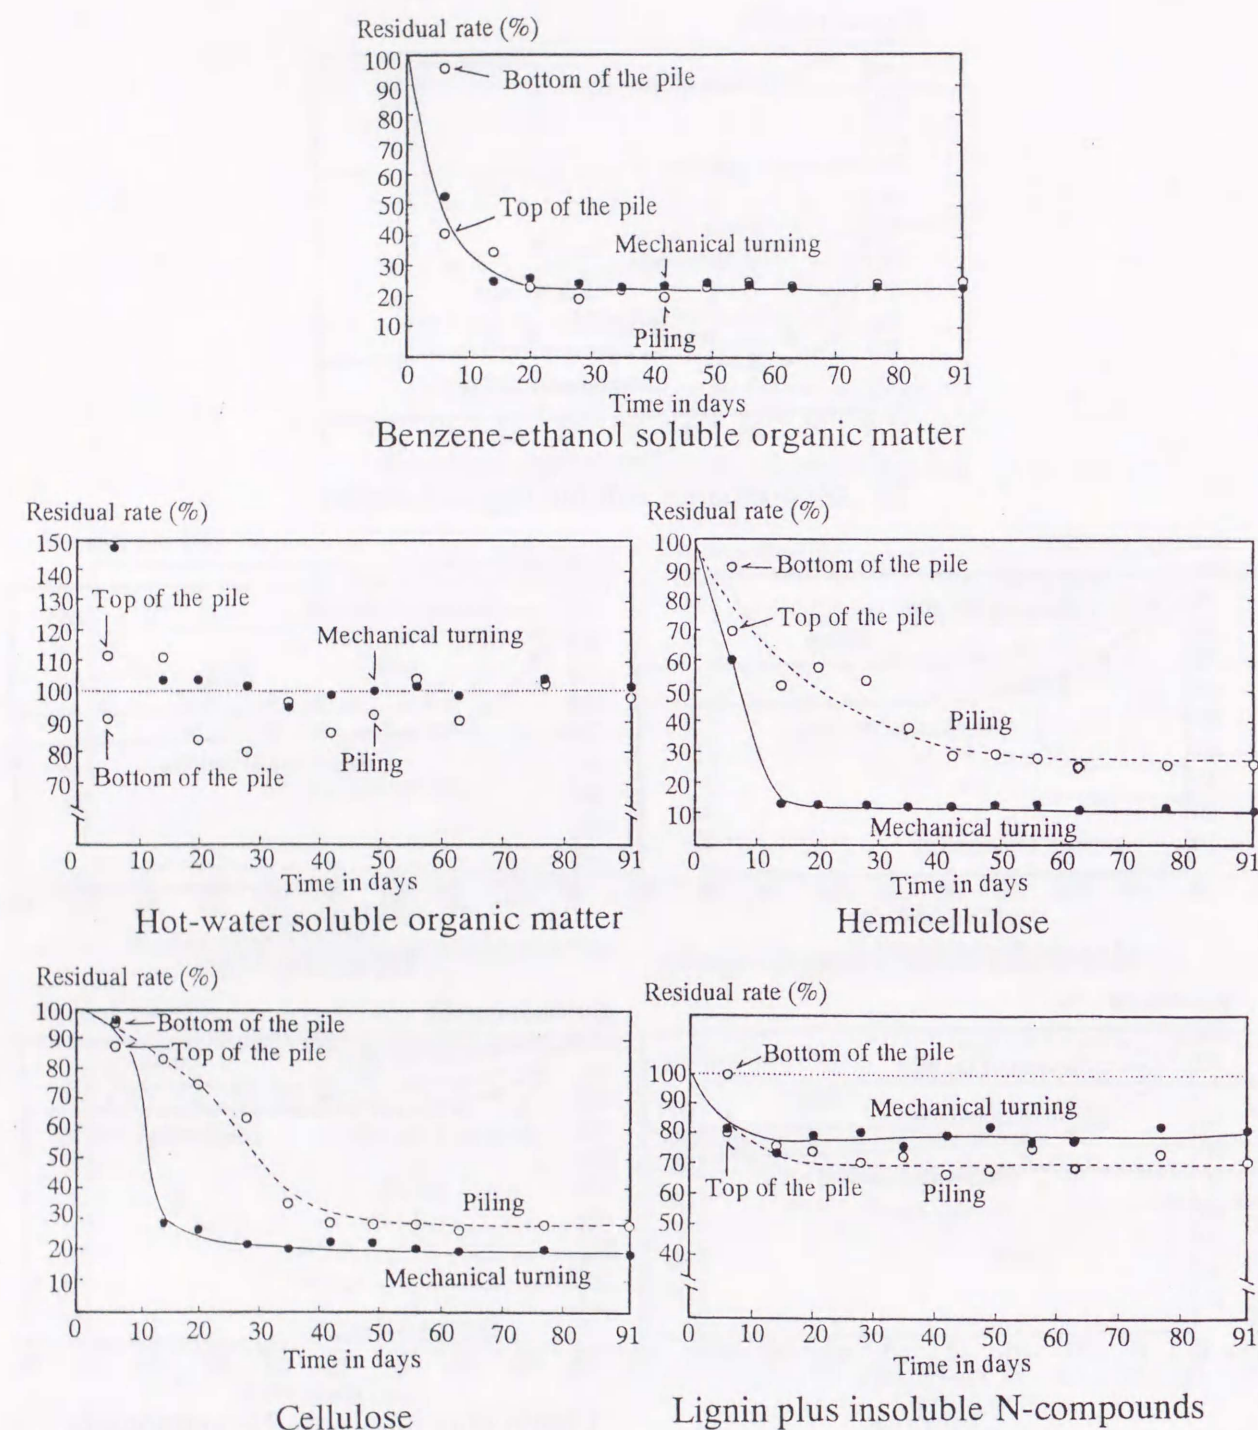 Residual rate (%)
100
90
80
70
60
50
40
30
20
10
Bottom of the pile
Top of the pile
Mechanical turning
Piling
0 10 20 30 40 50 60 70 80 91
Time in days
Benzene-ethanol soluble organic matter
Residual rate (%)
150
140
130
120
110
100
90
80
70
10
Top of the pile
Mechanical turning
Bottom of the pile
Piling
0 10 20 30 40 50 60 70 80 91
Time in days
Hot-water soluble organic matter
Residual rate (%)
100
90
80
70
60
50
40
30
20
10
Bottom of the pile
Top of the pile
Piling
Mechanical turning
0 10 20 30 40 50 60 70 80 91
Time in days
Hemicellulose
Residual rate (%)
100
90
80
70
60
50
40
30
20
10
Bottom of the pile
Top of the pile
Piling
Mechanical turning
0 10 20 30 40 50 60 70 80 91
Time in days
Cellulose
Residual rate (%)
100
90
80
70
60
50
40
Bottom of the pile
Mechanical turning
Top of the pile
Piling
0 10 20 30 40 50 60 70 80 91
Time in days
Lignin plus insoluble N-compounds